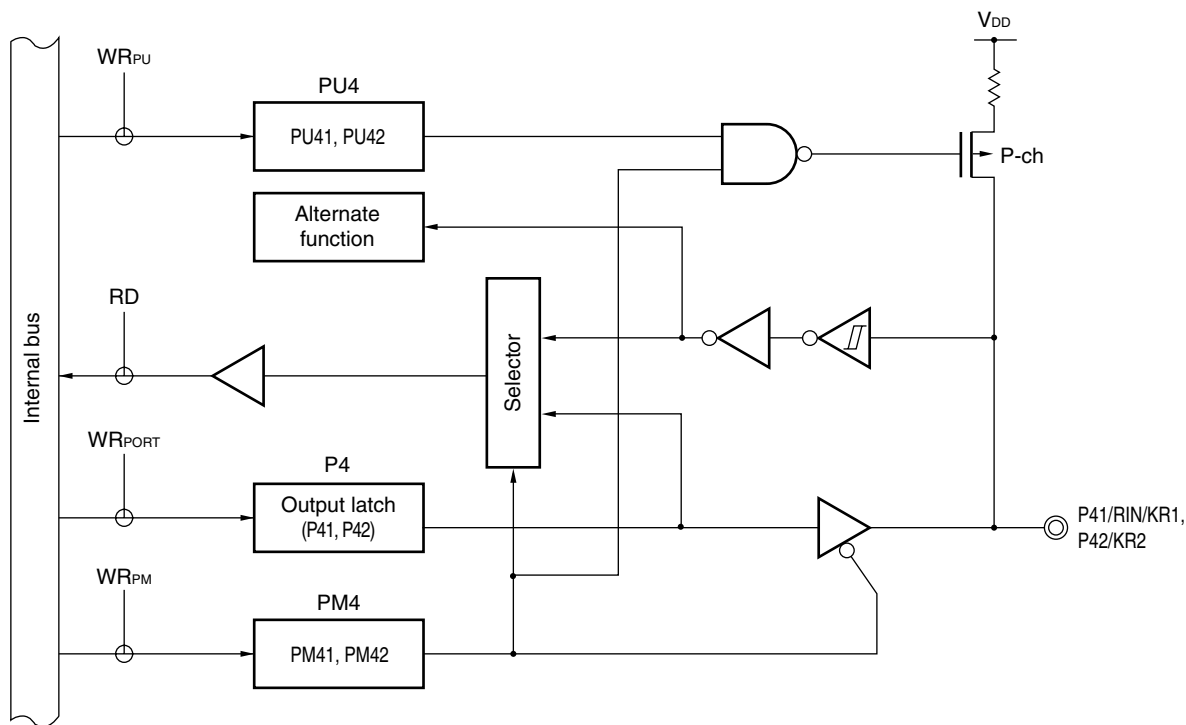 VDD
WRPU
PU4
PU41, PU42
P-ch
Alternate
function
RD
Internal bus
Selector
WRPORT
P4
Output latch
(P41, P42)
P41/RIN/KR1,
P42/KR2
WRPM
PM4
PM41, PM42